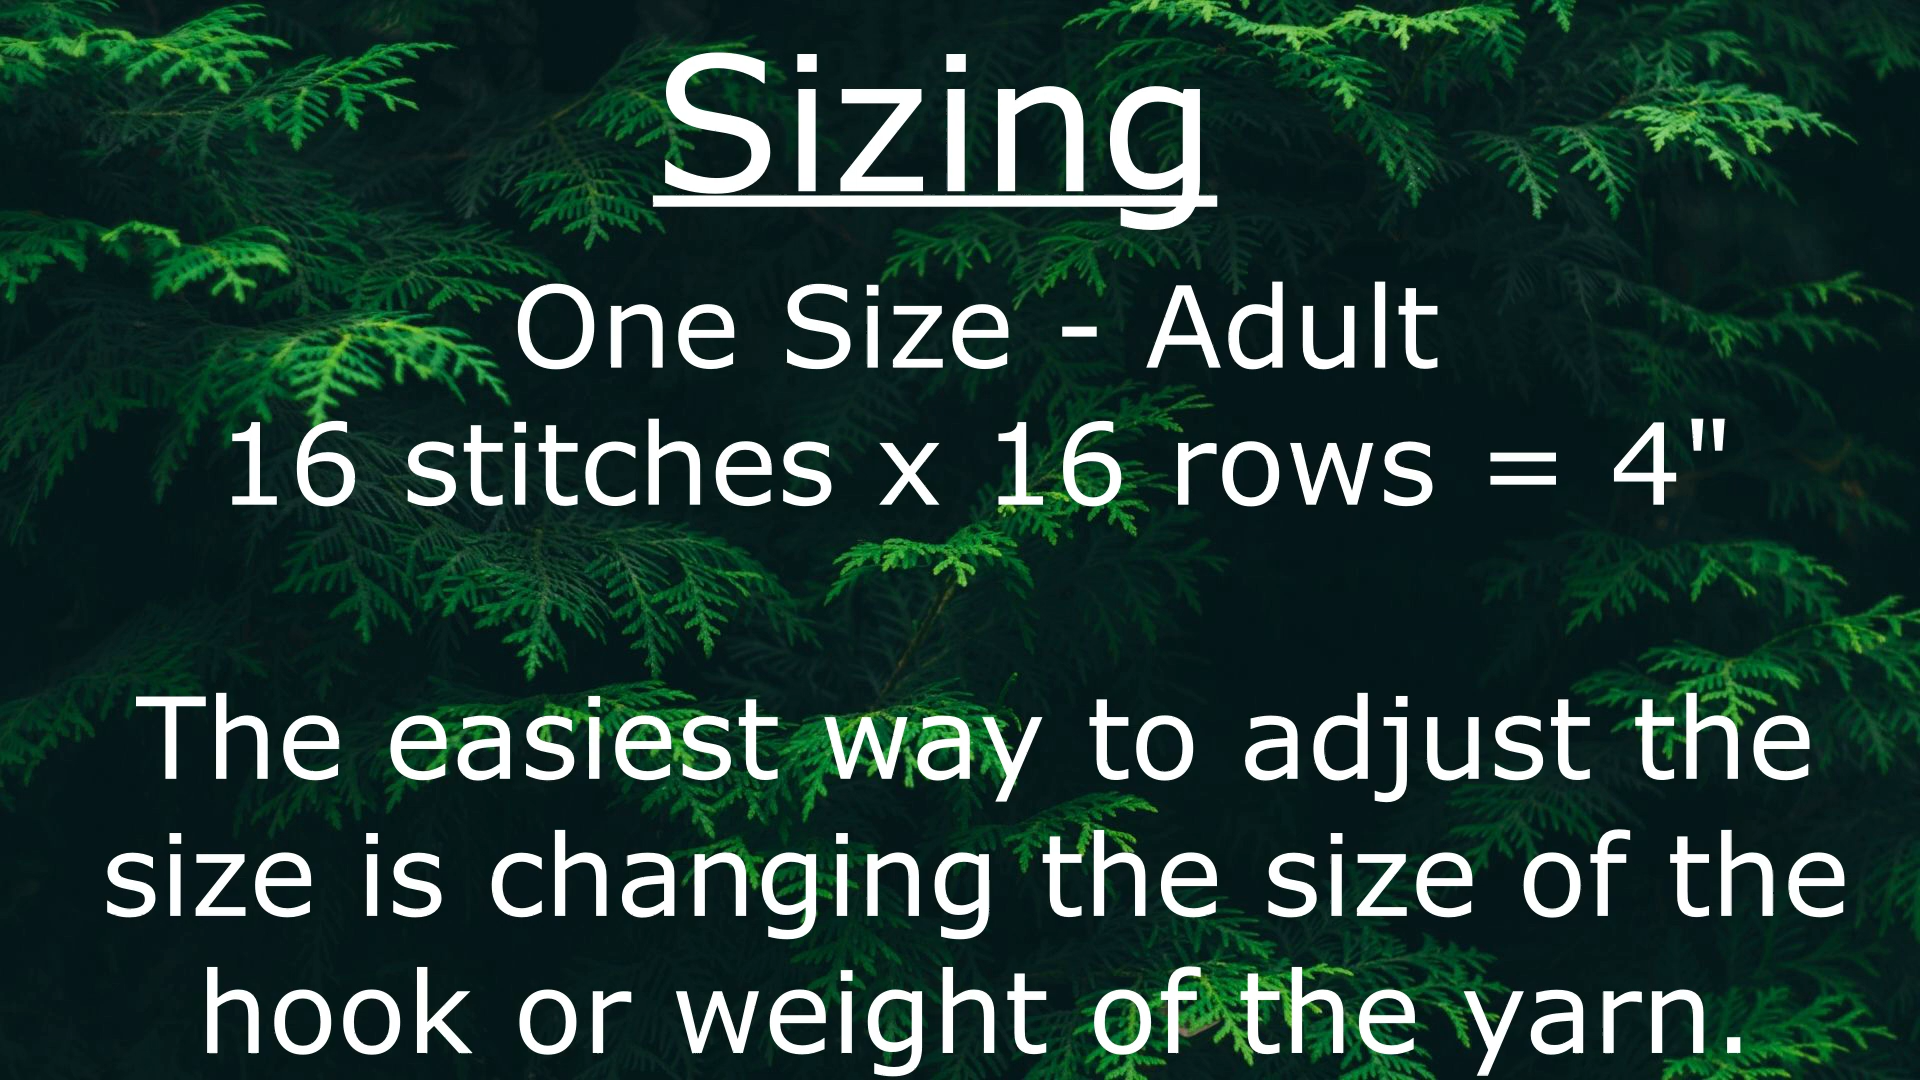 Sizing
One Size - Adult
16 stitches x 16 rows = 4"
The easiest way to adjust the
size is changing the size of the
hook or weight of the yarn.